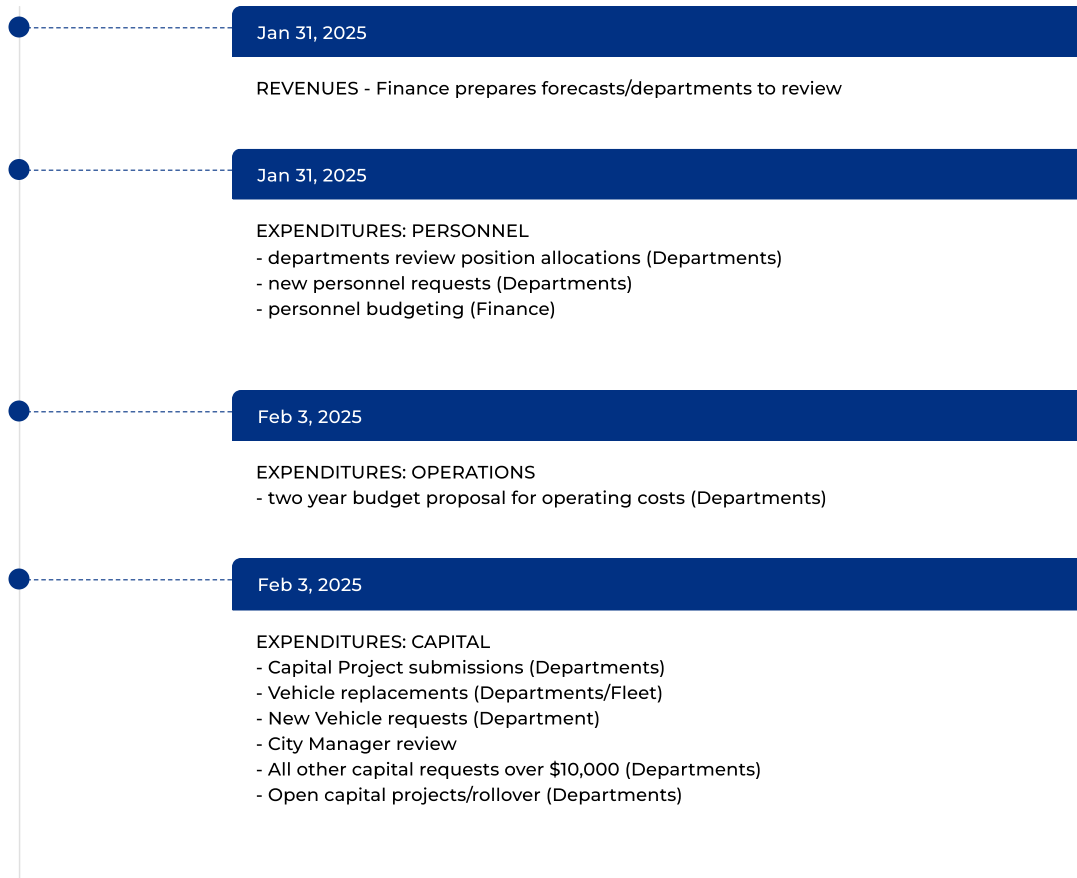 Jan 31, 2025
REVENUES - Finance prepares forecasts/departments to review
Jan 31, 2025
EXPENDITURES: PERSONNEL
- departments review position allocations (Departments)
- new personnel requests (Departments)
- personnel budgeting (Finance)
Feb 3, 2025
EXPENDITURES: OPERATIONS
- two year budget proposal for operating costs (Departments)
Feb 3, 2025
EXPENDITURES: CAPITAL
- Capital Project submissions (Departments)
- Vehicle replacements (Departments/Fleet)
- New Vehicle requests (Department)
- City Manager review
- All other capital requests over $10,000 (Departments)
- Open capital projects/rollover (Departments)